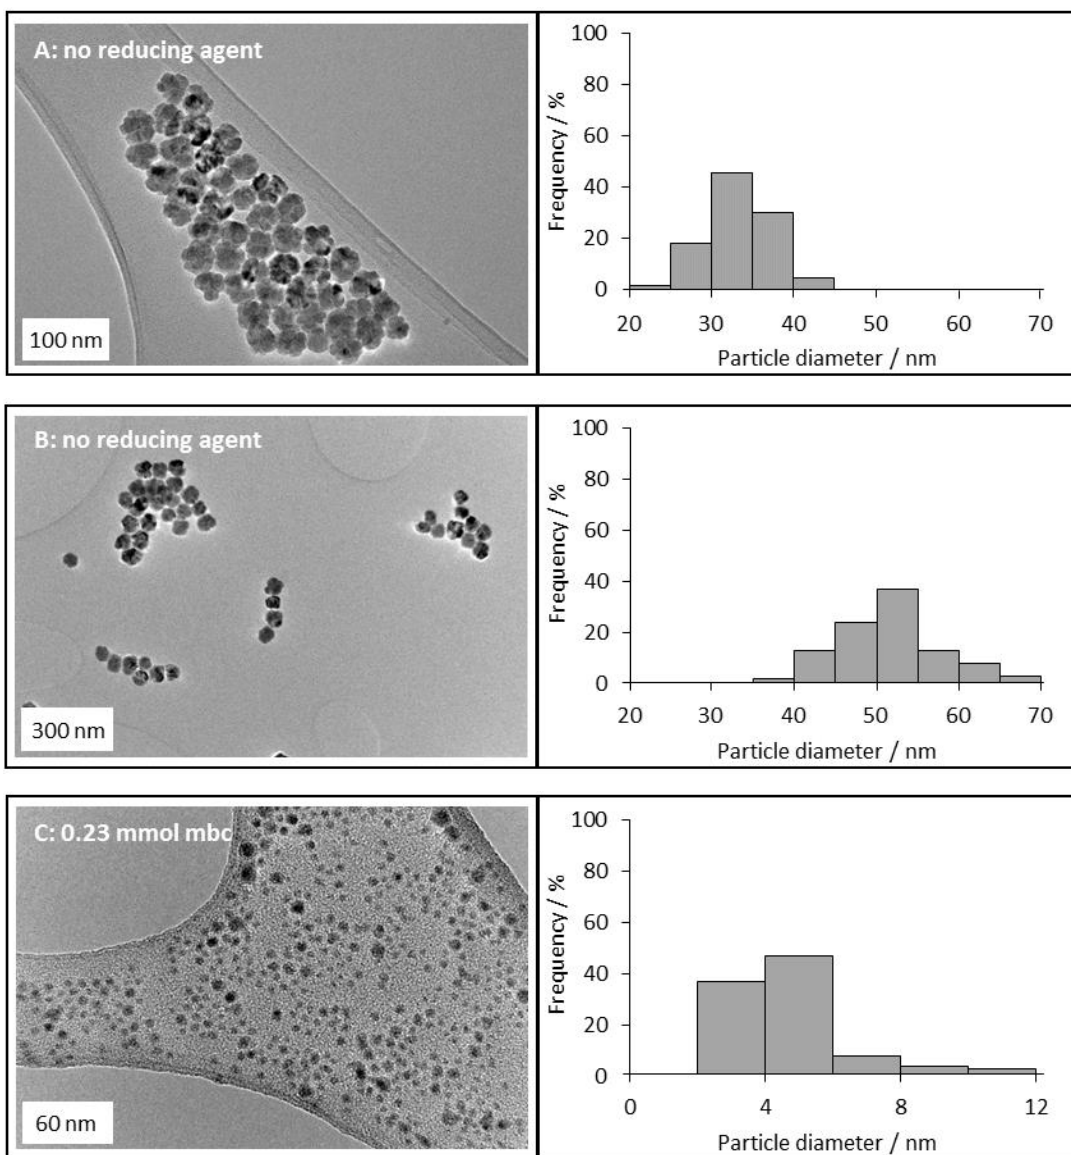 A: no reducing agent
100 nm
Frequency / %
100
80
60
40
20
0
20 30 40 50 60 70
Particle diameter / nm
B: no reducing agent
300 nm
Frequency / %
100
80
60
40
20
0
20 30 40 50 60 70
Particle diameter / nm
C: 0.23 mmol mbc
60 nm
Frequency / %
100
80
60
40
20
0
0 4 8 12
Particle diameter / nm